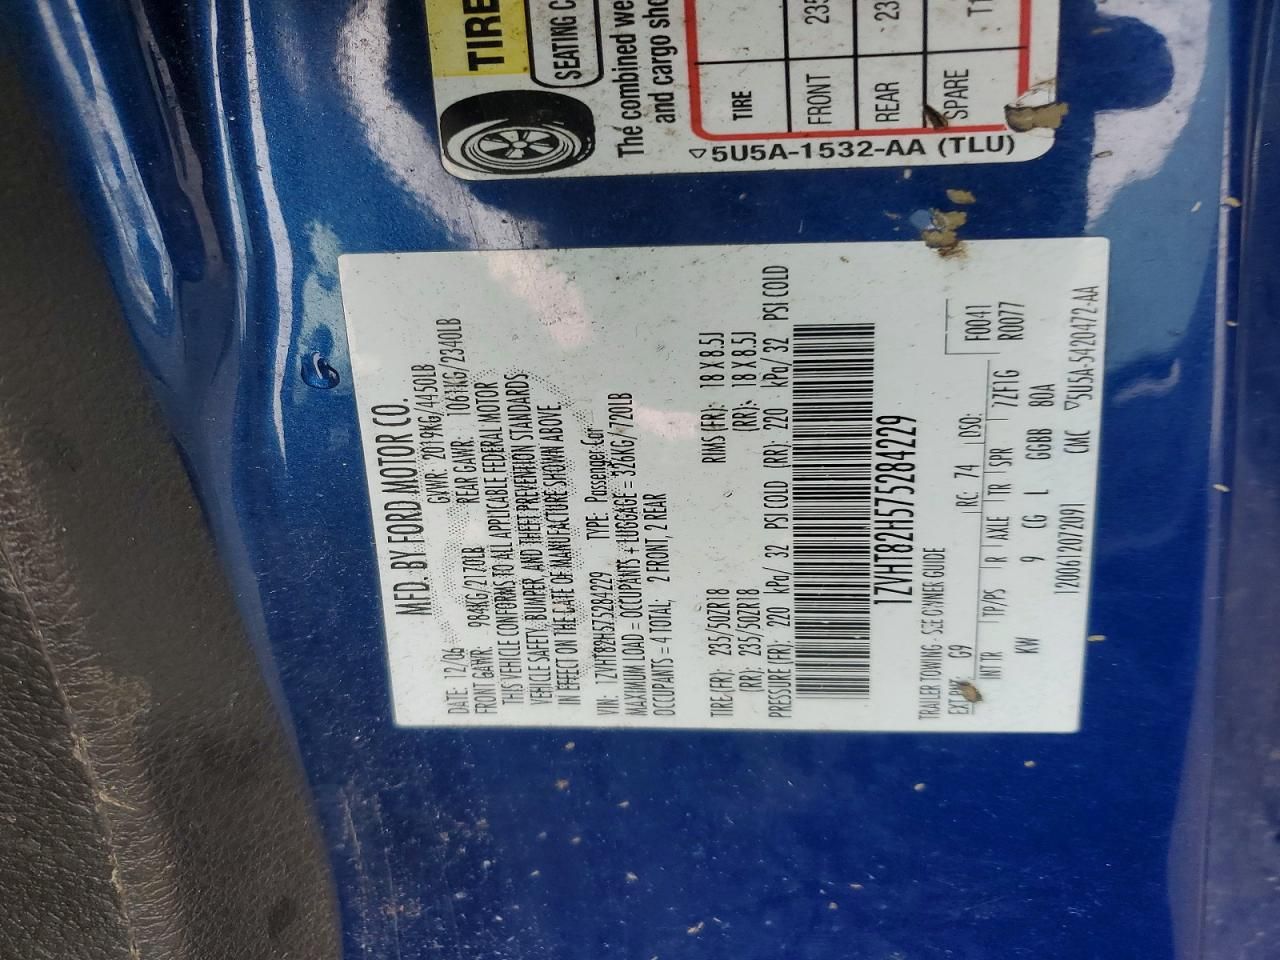 TIRE
SEATING C
The combined we
and cargo sho
TIRE
FRONT 235
REAR 23
SPARE T1
5U5A-1532-AA (TLU)
MFD. BY FORD MOTOR CO.
DATE: 12/06 GVWR: 2019KG/4450LB
FRONT GAWR: 984KG/2170LB REAR GAWR: 1061KG/2340LB
THIS VEHICLE CONFORMS TO ALL APPLICABLE FEDERAL MOTOR
VEHICLE SAFETY, BUMPER, AND THEFT PREVENTION STANDARDS
IN EFFECT ON THE DATE OF MANUFACTURE SHOWN ABOVE.
VIN: 1ZVHT82H575284229 TYPE: Passenger Car
MAXIMUM LOAD = OCCUPANTS + LUGGAGE = 326KG/ 720LB
OCCUPANTS = 4 TOTAL; 2 FRONT, 2 REAR
TIRE (FR): 235/50ZR18 RIMS (FR): 18 X 8.5J
(RR): 235/50ZR18 (RR): 18 X 8.5J
PRESSURE (FR): 220 kPa/ 32 PSI COLD (RR): 220 kPa/ 32 PSI COLD
1ZVHT82H575284229
TRAILER TOWING - SEE OWNER GUIDE
F0041
R0077
EXT PNT: G9 RC: 74 DSO:
INT TR TP/PS R AXLE TR SPR 7ZF1G
KW 9 CG L GGBB 80A
1200612072091 CMC 5U5A-5420472-AA